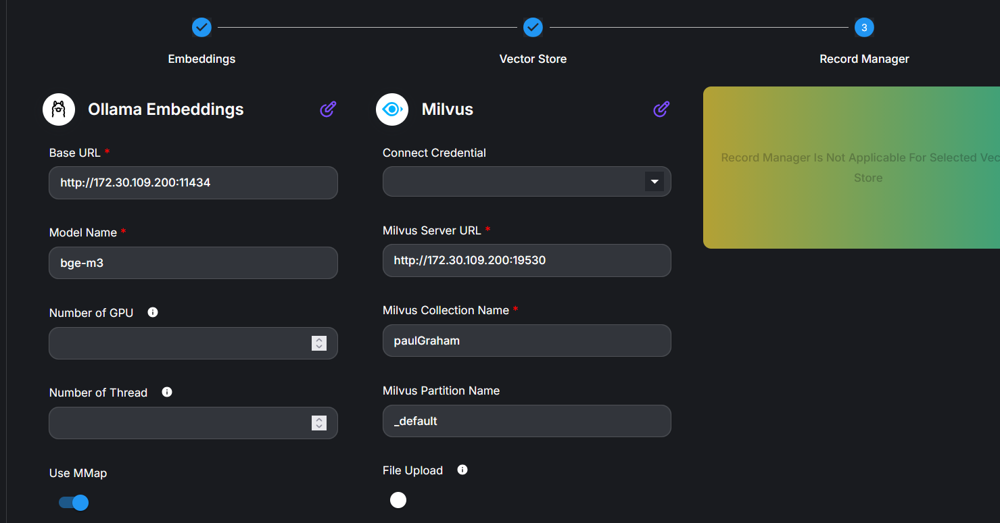 3
Embeddings
Vector Store
Record Manager
Ollama Embeddings
Base URL *
http://172.30.109.200:11434
Model Name *
bge-m3
Number of GPU
Number of Thread
Use MMap
Milvus
Connect Credential
Milvus Server URL *
http://172.30.109.200:19530
Milvus Collection Name *
paulGraham
Milvus Partition Name
_default
File Upload
Record Manager Is Not Applicable For Selected Vec
Store